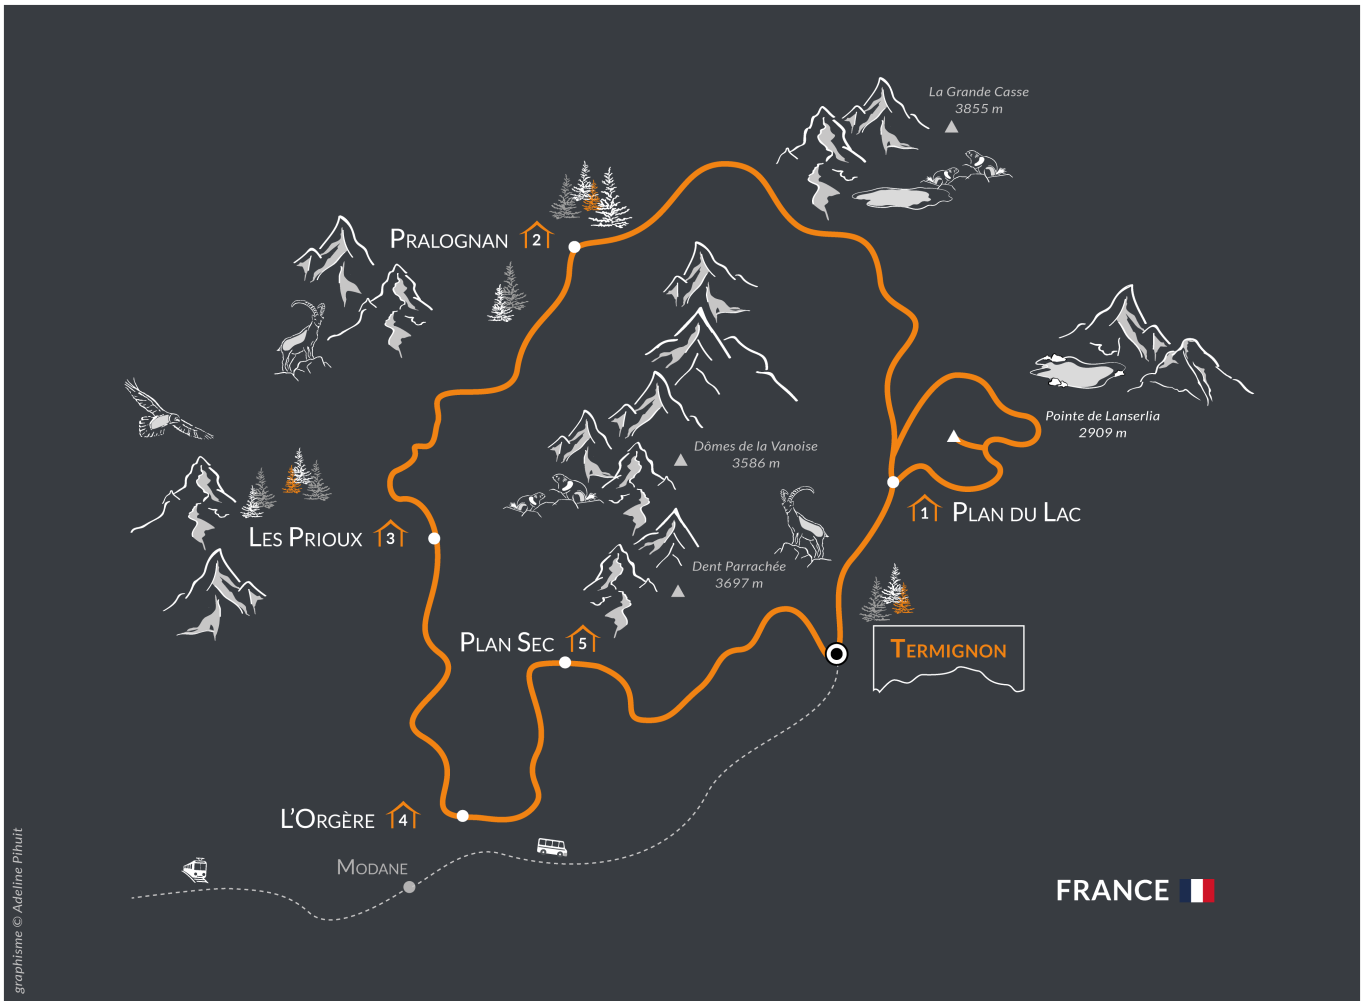 La Grande Casse
3855 m
PRALOGNAN 2
Pointe de Lanserlia
2909 m
Dômes de la Vanoise
3586 m
1 PLAN DU LAC
LES PRIOUX 3
Dent Parrachée
3697 m
PLAN SEC 5
TERMIGNON
L'ORGÈRE 4
MODANE
FRANCE
graphisme © Adeline Pihuit